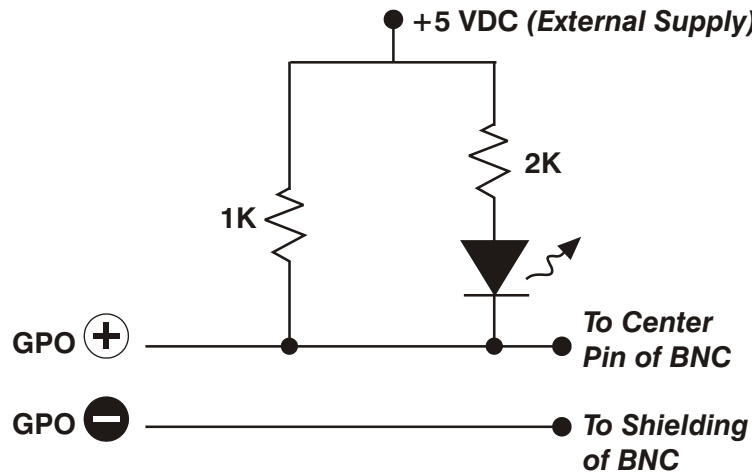 +5 VDC (External Supply)
2K
1K
GPO +
To Center
Pin of BNC
GPO −
To Shielding
of BNC